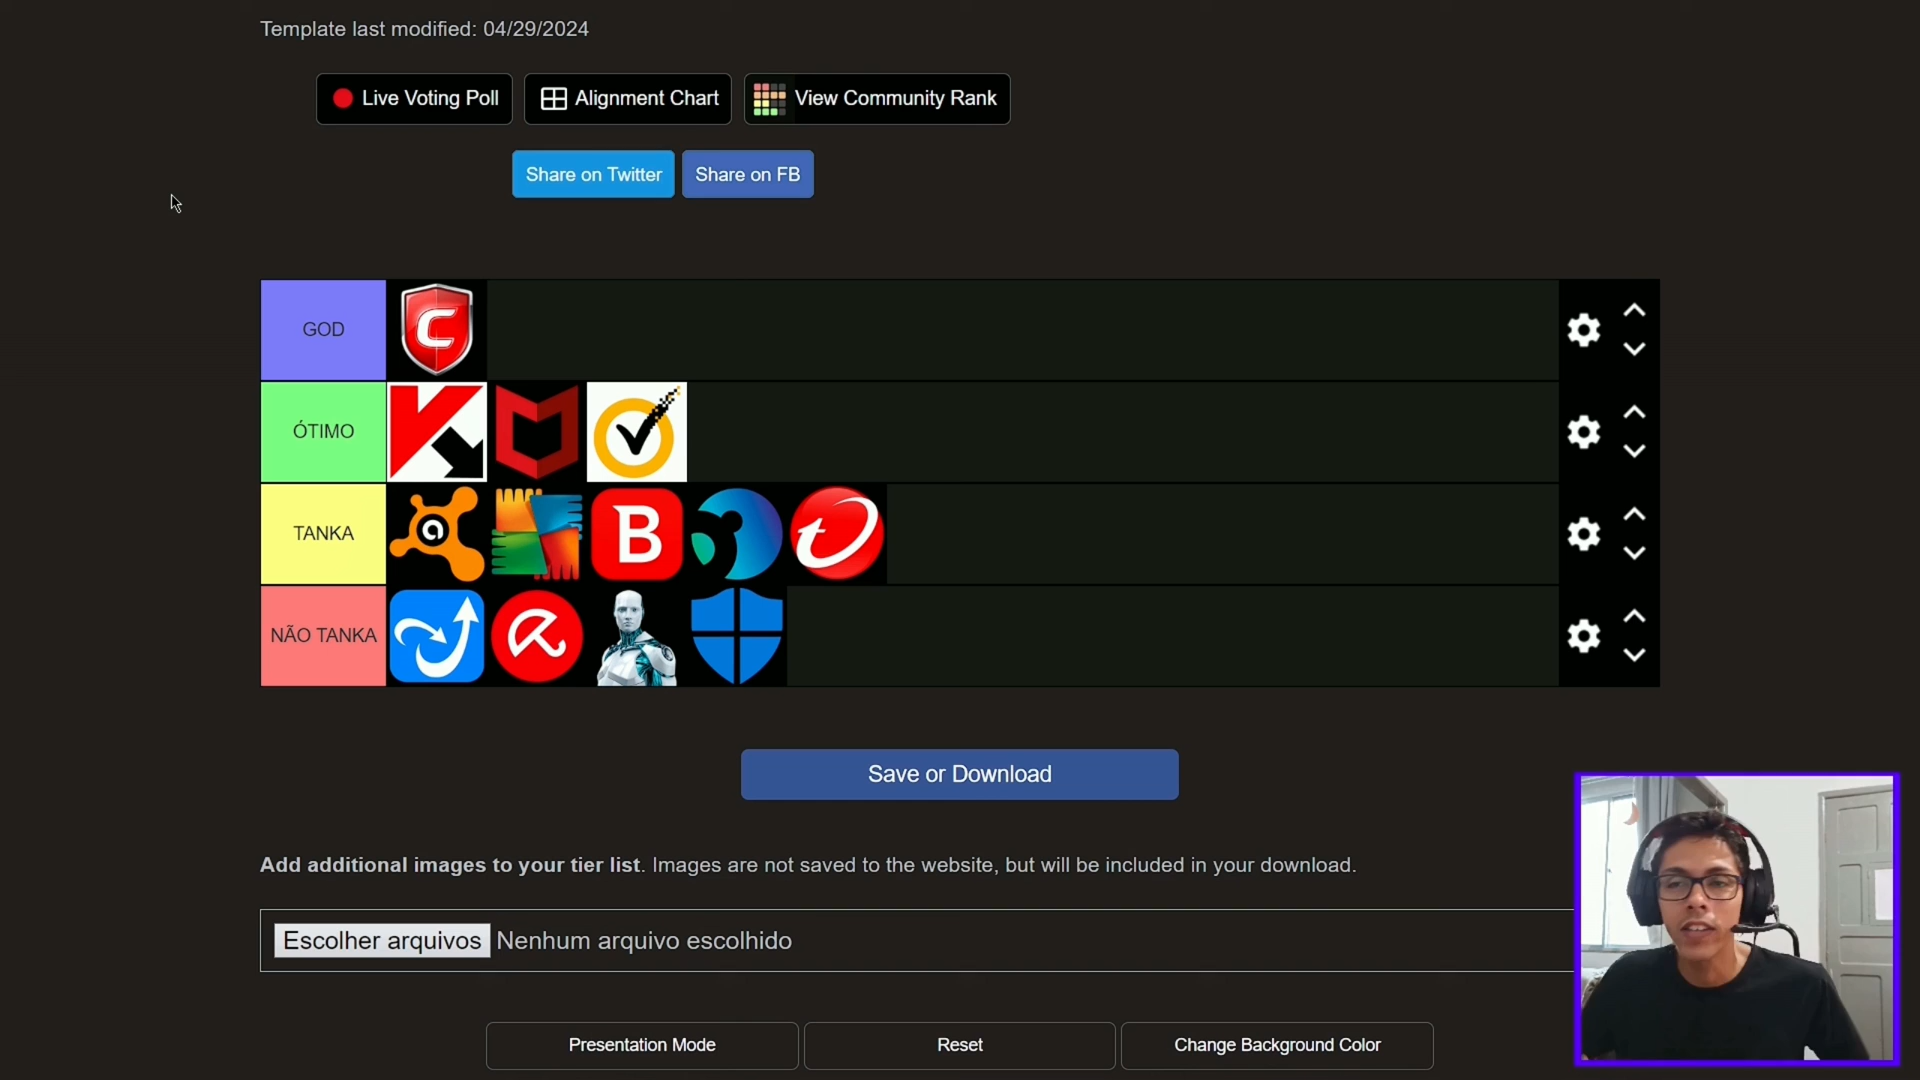 Template last modified: 04/29/2024
Live Voting Poll
Alignment Chart
View Community Rank
Share on Twitter
Share on FB
GOD
C
ÓTIMO
TANKA
a
B
NÃO TANKA
Save or Download
Add additional images to your tier list. Images are not saved to the website, but will be included in your download.
Escolher arquivos Nenhum arquivo escolhido
Presentation Mode
Reset
Change Background Color